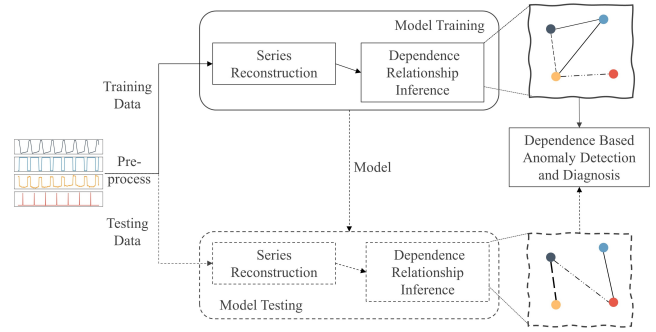 Model Training
Series
Reconstruction
Dependence
Relationship
Inference
Training
Data
Pre-
process
Model
Dependence Based
Anomaly Detection
and Diagnosis
Testing
Data
Series
Reconstruction
Dependence
Relationship
Inference
Model Testing